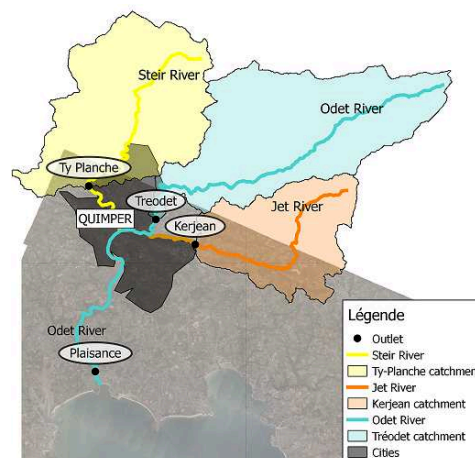 Steir River
Odet River
Ty Planche
Treodet
QUIMPER
Kerjean
Jet River
Odet River
Plaisance
Légende
Outlet
Steir River
Ty-Planche catchmen
Jet River
Kerjean catchment
Odet River
Tréodet catchment
Cities